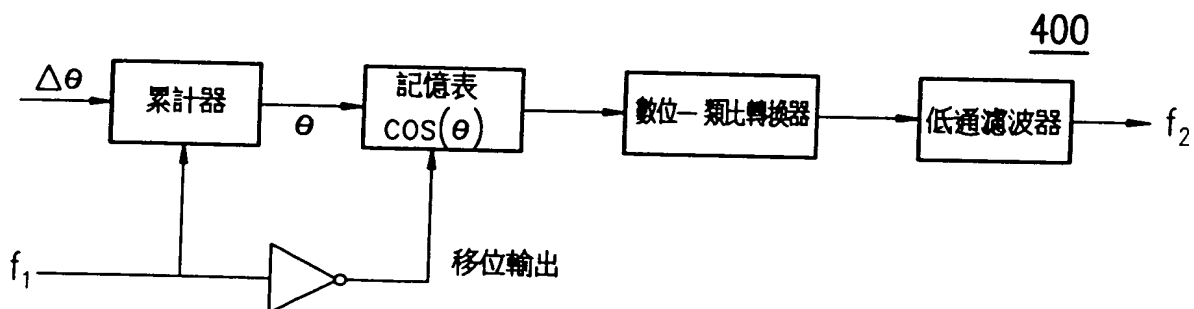 400
Δθ
累計器
θ
記憶表
COS(θ)
數位—類比轉換器
低通濾波器
f₂
f₁
移位輸出